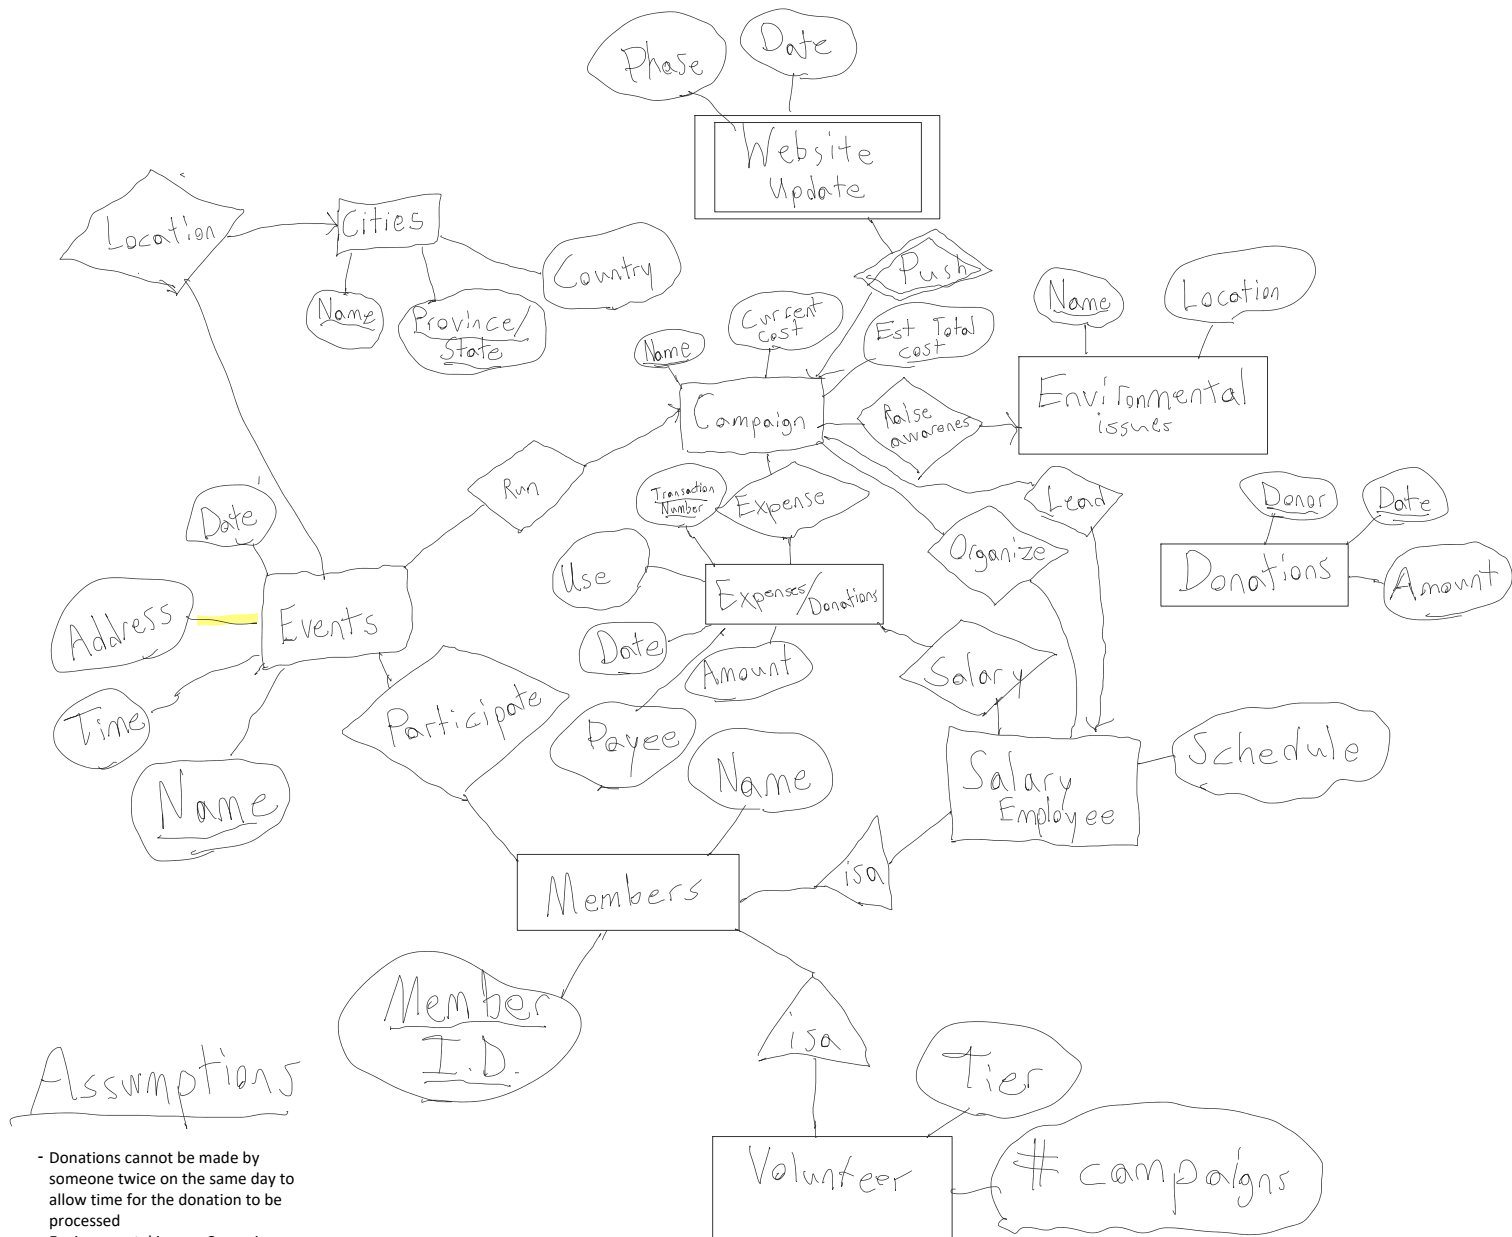 Phase
Date
Website
Update
Location
Cities
Country
Name
Province/
State
Push
Name
Location
Current
cost
Est Total
cost
Name
Campaign
Raise
awarenes
Environmental
issues
Run
Transaction
Number
Expense
Lead
Donor
Date
Organize
Donations
Amount
Date
Use
Expenses/Donations
Address
Events
Date
Amount
Salary
Time
Participate
Payee
Name
Schedule
Name
Salary
Employee
isa
Members
Member
I.D.
isa
Tier
Assumptions
Volunteer
# campaigns
- Donations cannot be made by
someone twice on the same day to
allow time for the donation to be
processed